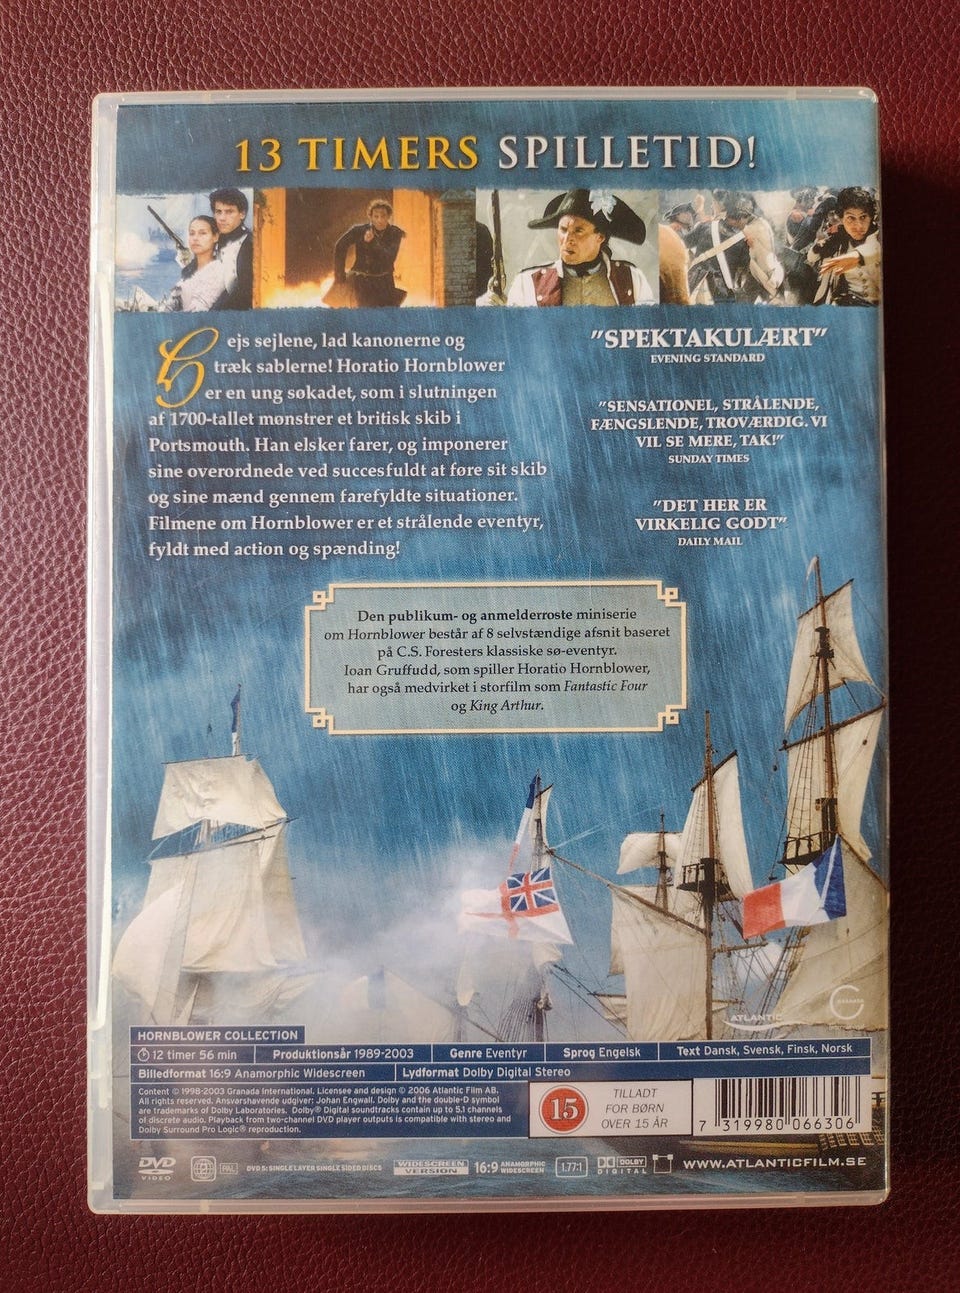 13 TIMERS SPILLETID!
Hejs sejlene, lad kanonerne og
træk sablerne! Horatio Hornblower
er en ung søkadet, som i slutningen
af 1700-tallet mønstrer et britisk skib i
Portsmouth. Han elsker farer, og imponerer
sine overordnede ved succesfuldt at føre sit skib
og sine mænd gennem farefyldte situationer.
Filmene om Hornblower er et strålende eventyr,
fyldt med action og spænding!
"SPEKTAKULÆRT"
EVENING STANDARD
"SENSATIONEL, STRÅLENDE,
FÆNGSLENDE, TROVÆRDIG. VI
VIL SE MERE, TAK!"
SUNDAY TIMES
"DET HER ER
VIRKELIG GODT"
DAILY MAIL
Den publikum- og anmelderroste miniserie
om Hornblower består af 8 selvstændige afsnit baseret
på C.S. Foresters klassiske sø-eventyr.
Ioan Gruffudd, som spiller Horatio Hornblower,
har også medvirket i storfilm som Fantastic Four
og King Arthur.
ATLANTIC
GRANADA
HORNBLOWER COLLECTION
12 timer 56 min
Produktionsår 1989-2003
Genre Eventyr
Sprog Engelsk
Text Dansk, Svensk, Finsk, Norsk
Billedformat 16:9 Anamorphic Widescreen
Lydformat Dolby Digital Stereo
Content © 1998-2003 Granada International. Licensee and design © 2006 Atlantic Film AB.
All rights reserved. Ansvarshavende udgiver: Johan Engwall. Dolby and the double-D symbol
are trademarks of Dolby Laboratories. Dolby® Digital soundtracks contain up to 5.1 channels
of discrete audio. Playback from two-channel DVD player outputs is compatible with stereo and
Dolby Surround Pro Logic® reproduction.
15
TILLADT
FOR BØRN
OVER 15 ÅR
7 319980 066306
DVD
VIDEO
PAL
DVD 5: SINGLE LAYER SINGLE SIDED DISCS
WIDESCREEN
VERSION
16:9 ANAMORPHIC
WIDESCREEN
1.77:1
DOLBY
DIGITAL
WWW.ATLANTICFILM.SE